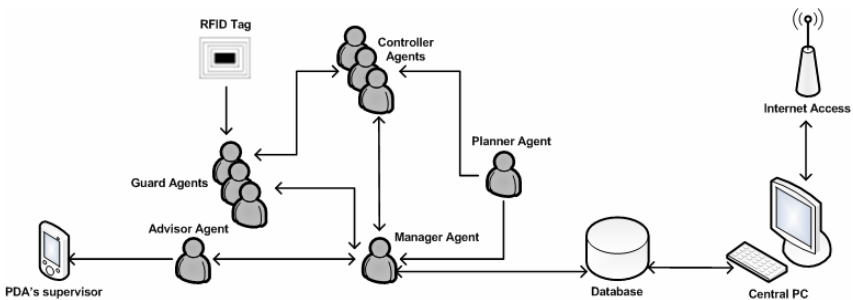 RFID Tag
Controller
Agents
Internet Access
Planner Agent
Guard Agents
Advisor Agent
Manager Agent
PDA's supervisor
Database
Central PC